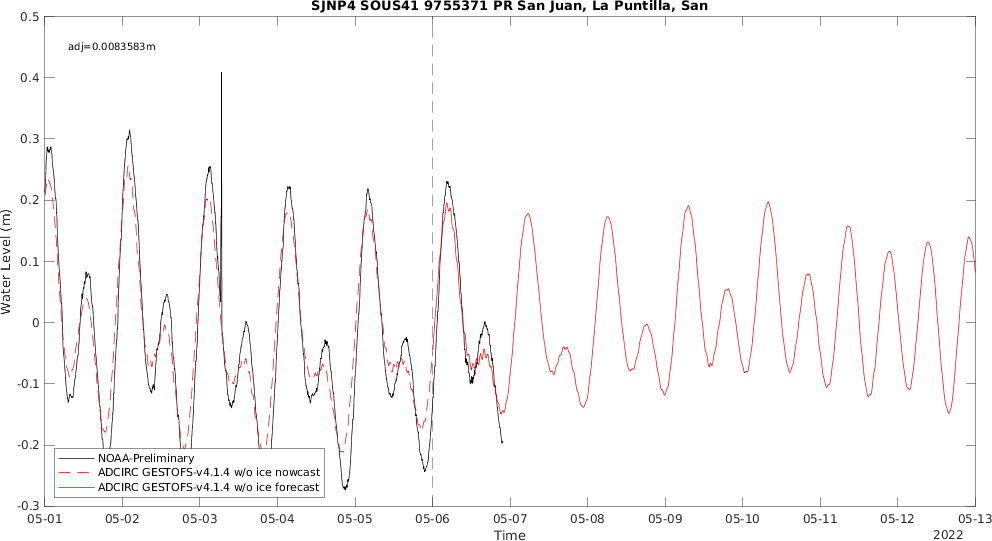 SJNP4 SOUS41 9755371 PR San Juan, La Puntilla, San
adj=0.0083583m
0.5
0.4
0.3
0.2
0.1
0
-0.1
-0.2
-0.3
Water Level (m)
NOAA-Preliminary
ADCIRC GESTOFS-v4.1.4 w/o ice nowcast
ADCIRC GESTOFS-v4.1.4 w/o ice forecast
05-01 05-02 05-03 05-04 05-05 05-06 05-07 05-08 05-09 05-10 05-11 05-12 05-13
Time
2022